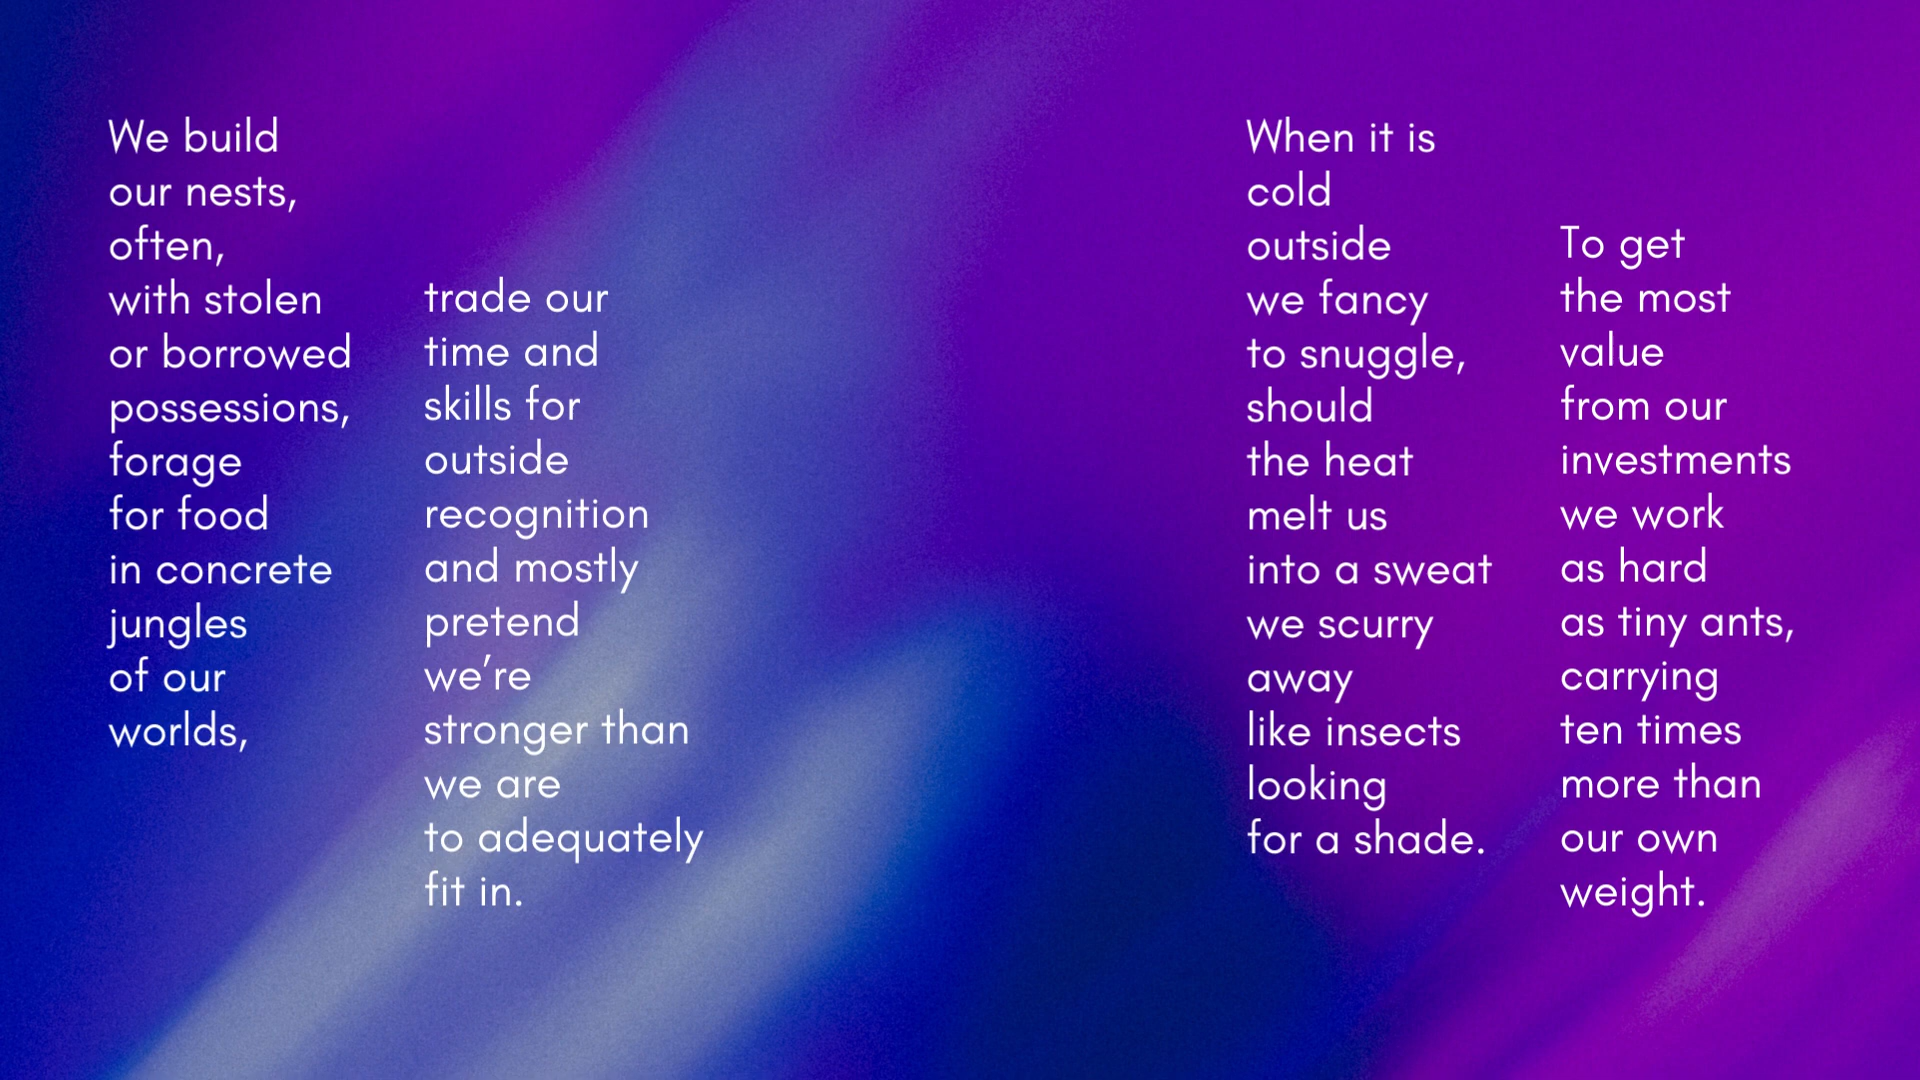 We build
our nests,
often,
with stolen
or borrowed
possessions,
forage
for food
in concrete
jungles
of our
worlds,
trade our
time and
skills for
outside
recognition
and mostly
pretend
we’re
stronger than
we are
to adequately
fit in.
When it is
cold
outside
we fancy
to snuggle,
should
the heat
melt us
into a sweat
we scurry
away
like insects
looking
for a shade.
To get
the most
value
from our
investments
we work
as hard
as tiny ants,
carrying
ten times
more than
our own
weight.